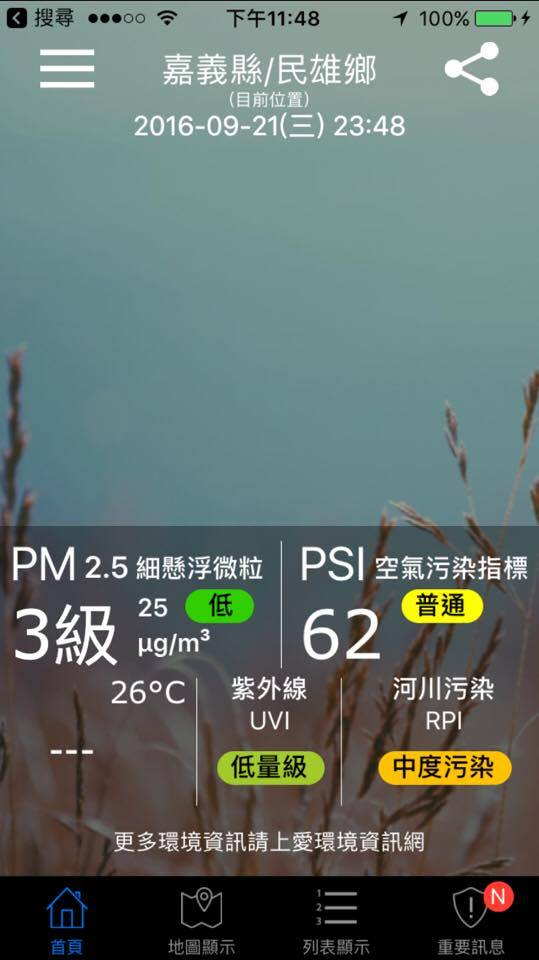 搜尋 下午11:48 100%
嘉義縣/民雄鄉
(目前位置)
2016-09-21(三) 23:48
PM 2.5 細懸浮微粒
3級 25 低
μg/m³
PSI 空氣污染指標
62 普通
26°C
---
紫外線
UVI
低量級
河川污染
RPI
中度污染
更多環境資訊請上愛環境資訊網
首頁
地圖顯示
1
2
3
列表顯示
N
重要訊息